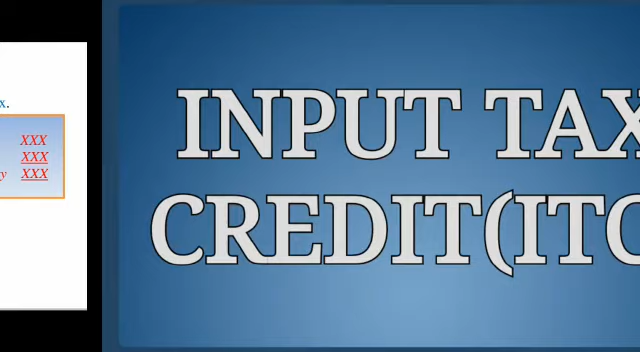 x.
XXX
XXX
y XXX
INPUT TAX
CREDIT(ITC